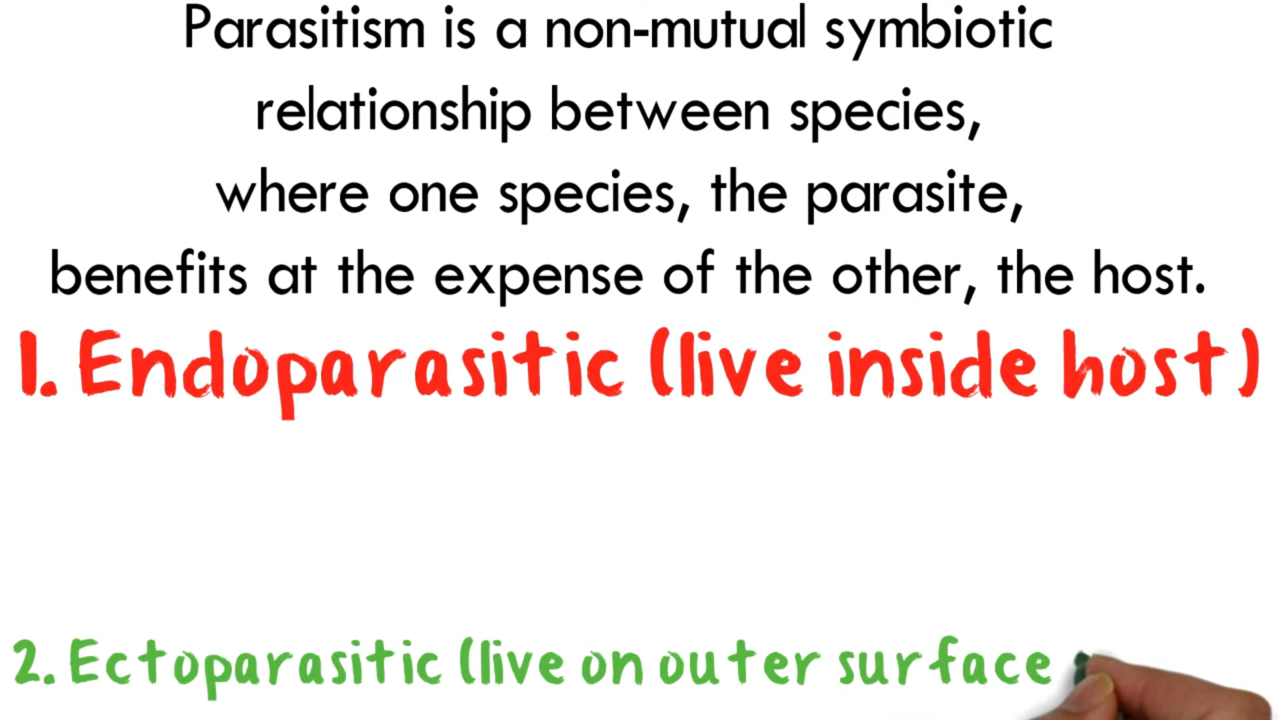 Parasitism is a non-mutual symbiotic
relationship between species,
where one species, the parasite,
benefits at the expense of the other, the host.
1. Endoparasitic (live inside host)
2. Ectoparasitic (live on outer surface